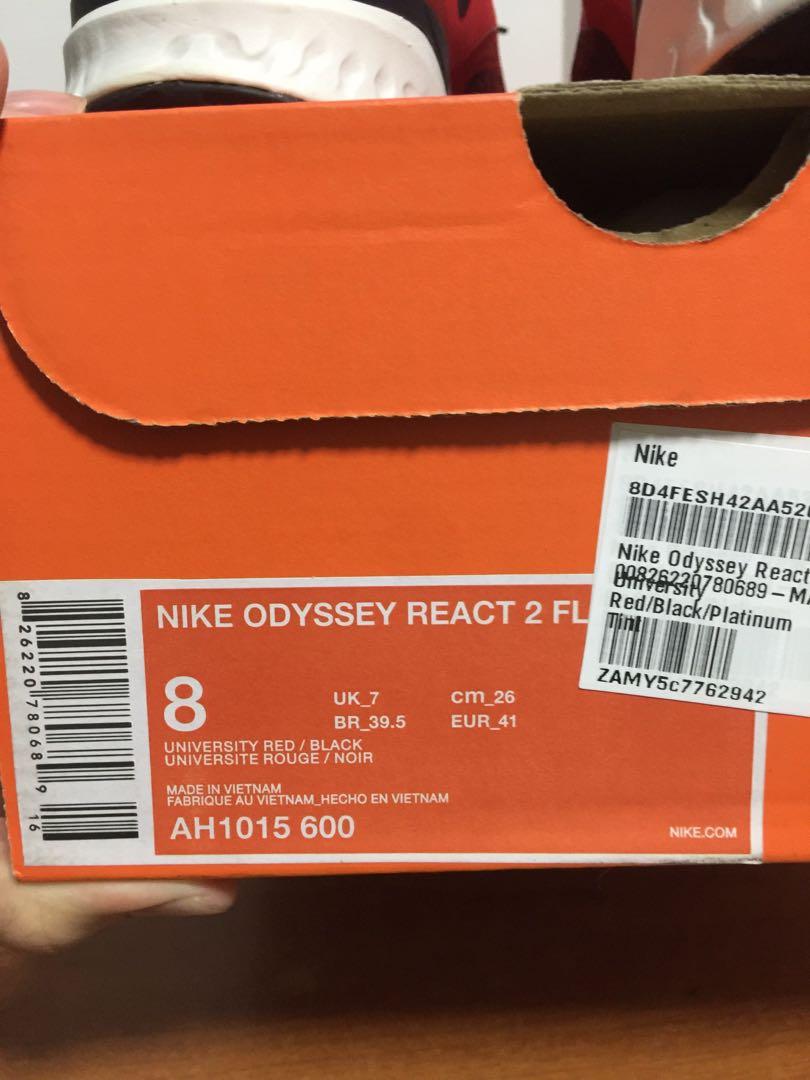 Nike
8D4FESH42AA52
Nike Odyssey React
00826220780689-M
University
Red/Black/Platinum
Tint
ZAMY5c7762942
NIKE ODYSSEY REACT 2 FL
8
UK_7 cm_26
BR_39.5 EUR_41
UNIVERSITY RED / BLACK
UNIVERSITE ROUGE / NOIR
MADE IN VIETNAM
FABRIQUE AU VIETNAM_HECHO EN VIETNAM
AH1015 600
NIKE.COM
8 26220 78068 9 16